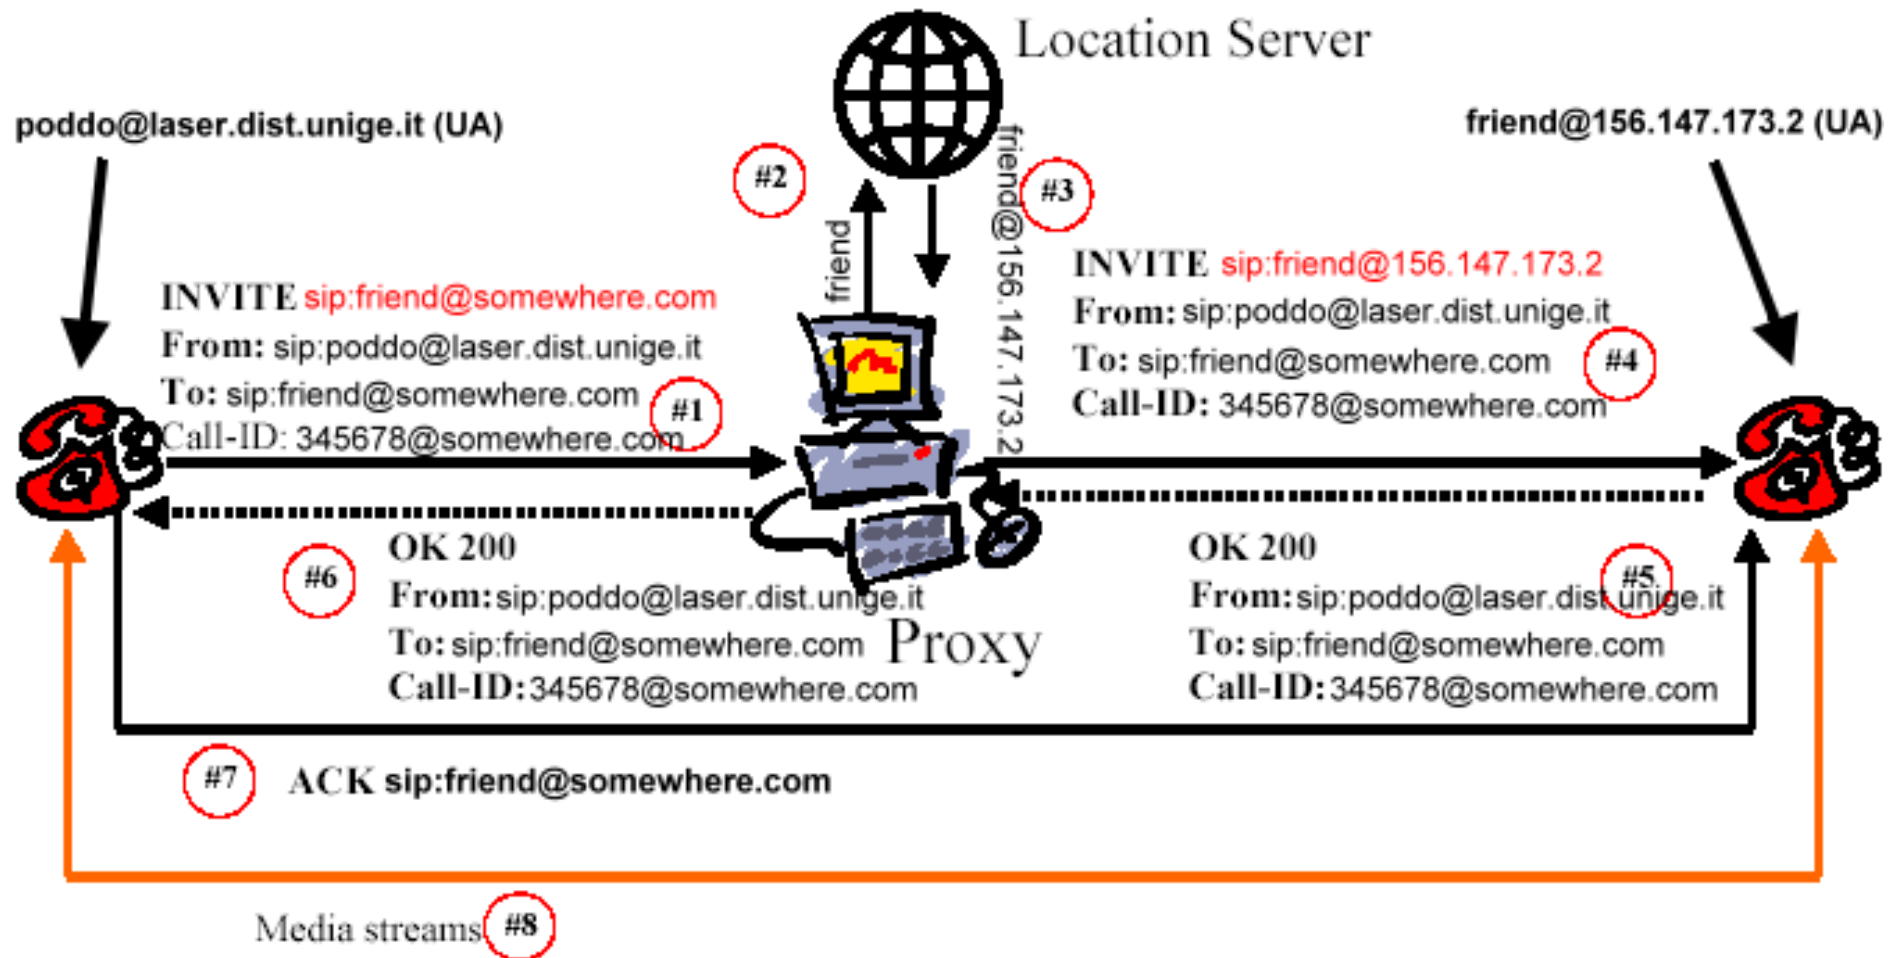 Location Server
poddo@laser.dist.unige.it (UA)
friend@156.147.173.2 (UA)
#2
friend
friend@156.147.173.2
#3
INVITE sip:friend@somewhere.com
From: sip:poddo@laser.dist.unige.it
To: sip:friend@somewhere.com
#1
Call-ID: 345678@somewhere.com
INVITE sip:friend@156.147.173.2
From: sip:poddo@laser.dist.unige.it
To: sip:friend@somewhere.com
#4
Call-ID: 345678@somewhere.com
OK 200
#6
From: sip:poddo@laser.dist.unige.it
To: sip:friend@somewhere.com
Call-ID: 345678@somewhere.com
Proxy
OK 200
#5
From: sip:poddo@laser.dist.unige.it
To: sip:friend@somewhere.com
Call-ID: 345678@somewhere.com
#7
ACK sip:friend@somewhere.com
Media streams
#8